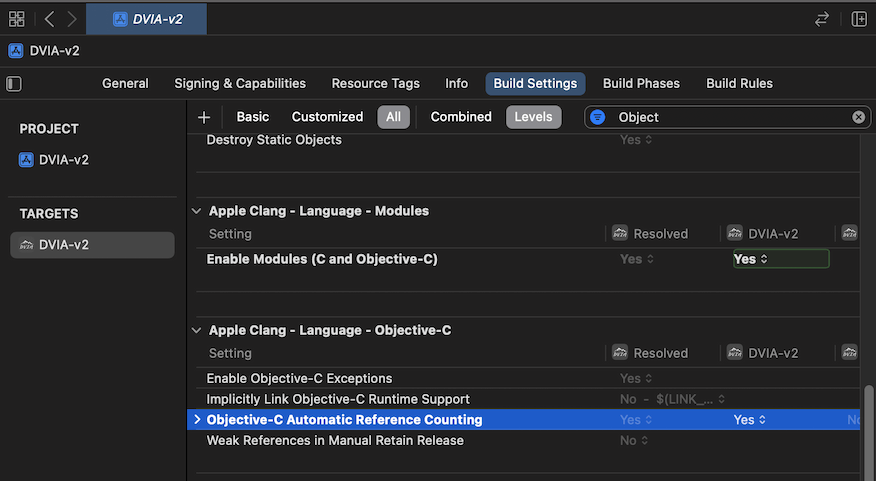 DVIA-v2
DVIA-v2
General Signing & Capabilities Resource Tags Info Build Settings Build Phases Build Rules
PROJECT
DVIA-v2
TARGETS
DVIA-v2
+ Basic Customized All Combined Levels Object
Destroy Static Objects Yes
Apple Clang - Language - Modules
Setting Resolved DVIA-v2
Enable Modules (C and Objective-C) Yes Yes
Apple Clang - Language - Objective-C
Setting Resolved DVIA-v2
Enable Objective-C Exceptions Yes
Implicitly Link Objective-C Runtime Support No - $(LINK_...
Objective-C Automatic Reference Counting Yes Yes No
Weak References in Manual Retain Release No